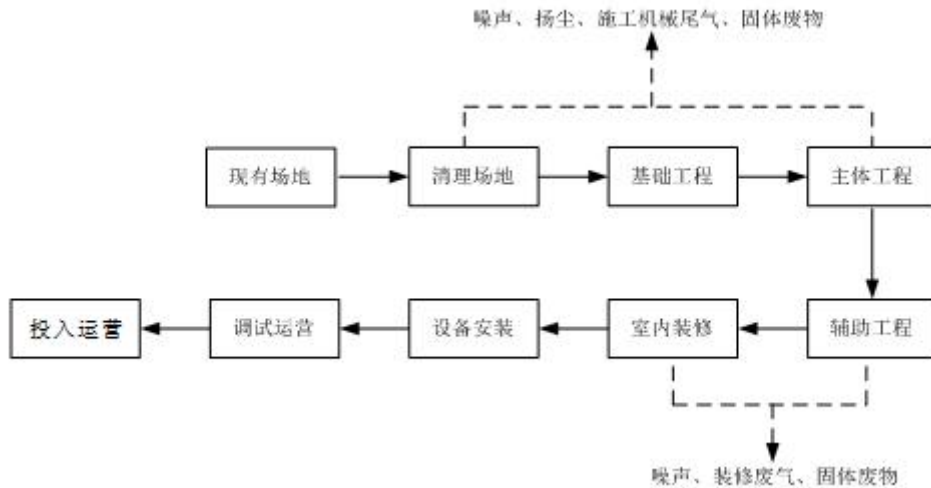 噪声、扬尘、施工机械尾气、固体废物
现有场地
清理场地
基础工程
主体工程
投入运营
调试运营
设备安装
室内装修
辅助工程
噪声、装修废气、固体废物